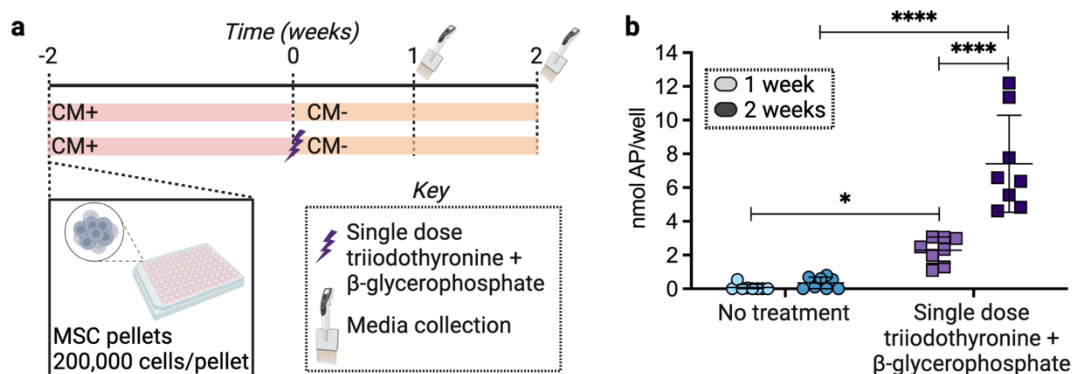 a
Time (weeks)
-2 0 1 2
CM+ CM-
CM+ CM-
MSC pellets
200,000 cells/pellet
Key
Single dose
triiodothyronine +
β-glycerophosphate
Media collection
b
****
****
*
1 week
2 weeks
nmol AP/well
14
12
10
8
6
4
2
0
No treatment
Single dose
triiodothyronine +
β-glycerophosphate